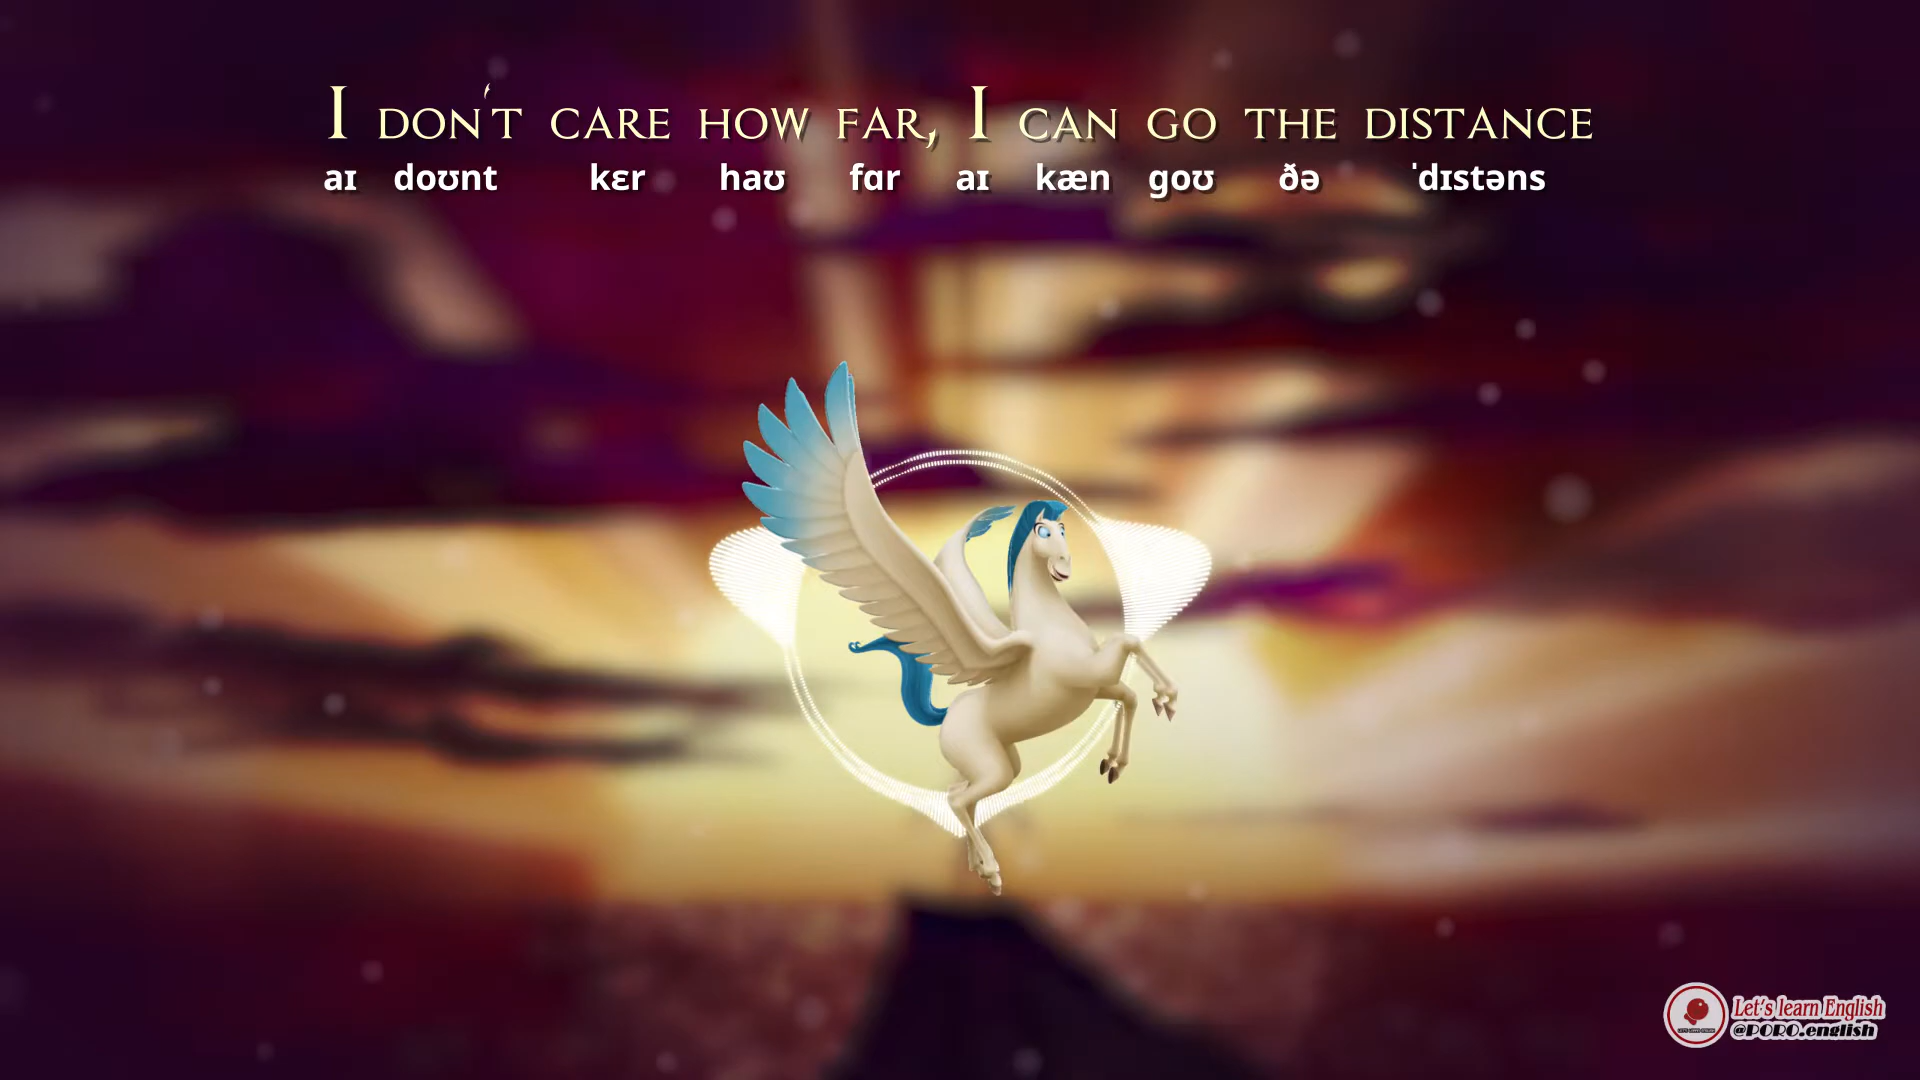 I don't care how far, I can go the distance
aɪ doʊnt kɛr haʊ fɑr aɪ kæn goʊ ðə ˈdɪstəns
Let's learn English
@PORO.english